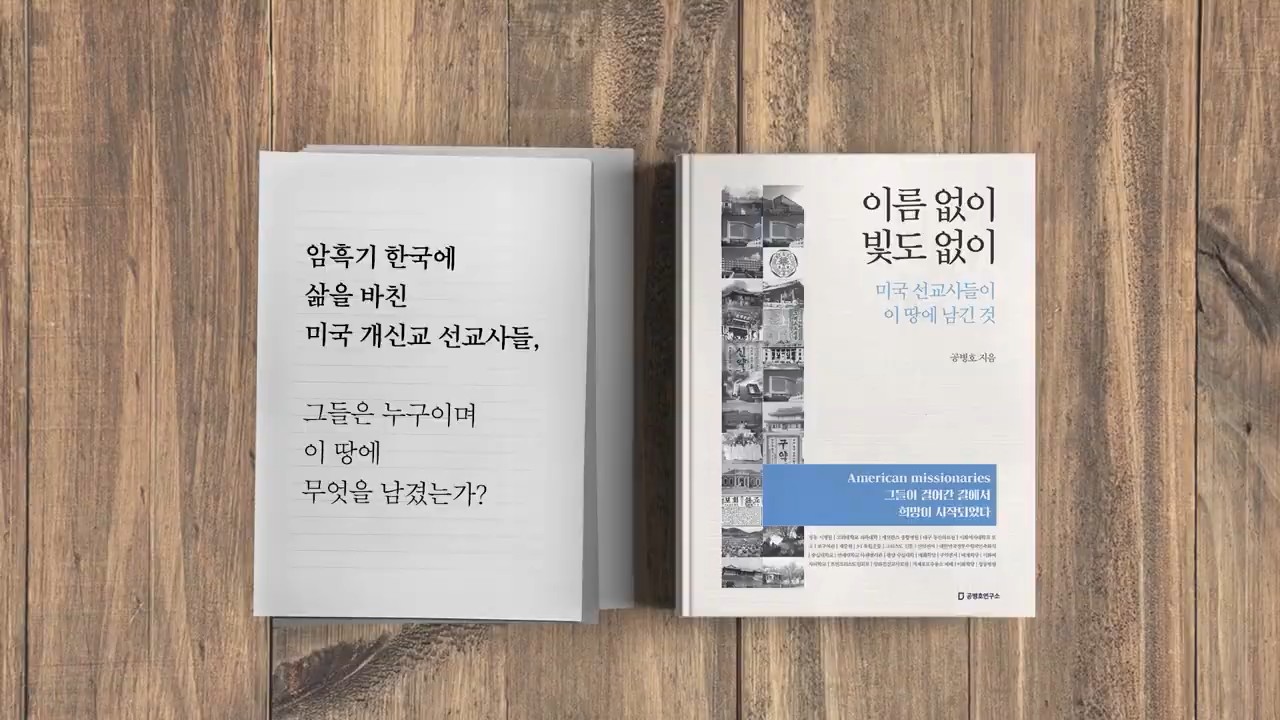 암흑기 한국에
삶을 바친
미국 개신교 선교사들,
그들은 누구이며
이 땅에
무엇을 남겼는가?
이름 없이
빛도 없이
미국 선교사들이
이 땅에 남긴 것
공병호 지음
신약
구약
American missionaries
그들이 걸어간 길에서
희망이 시작되었다
공병호연구소